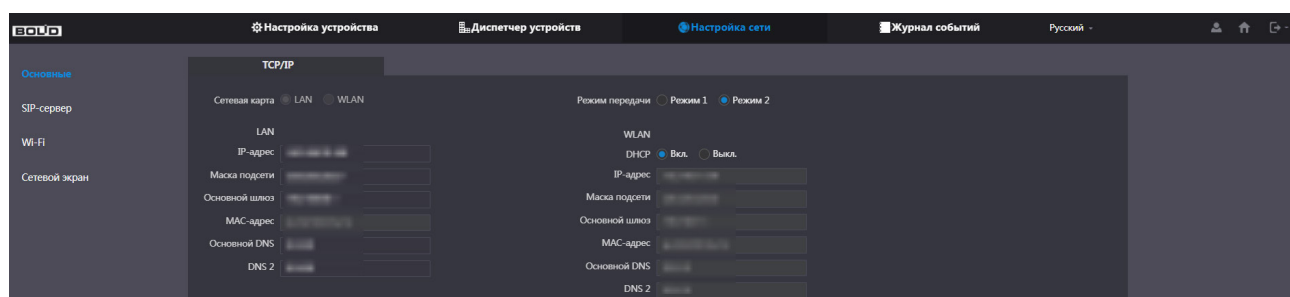 BOLID Настройка устройства Диспетчер устройств Настройка сети Журнал событий Русский
Основные
SIP-сервер
Wi-Fi
Сетевой экран
TCP/IP
Сетевая карта LAN WLAN Режим передачи Режим 1 Режим 2
LAN
IP-адрес
Маска подсети
Основной шлюз
MAC-адрес
Основной DNS
DNS 2
WLAN
DHCP Вкл. Выкл.
IP-адрес
Маска подсети
Основной шлюз
MAC-адрес
Основной DNS
DNS 2